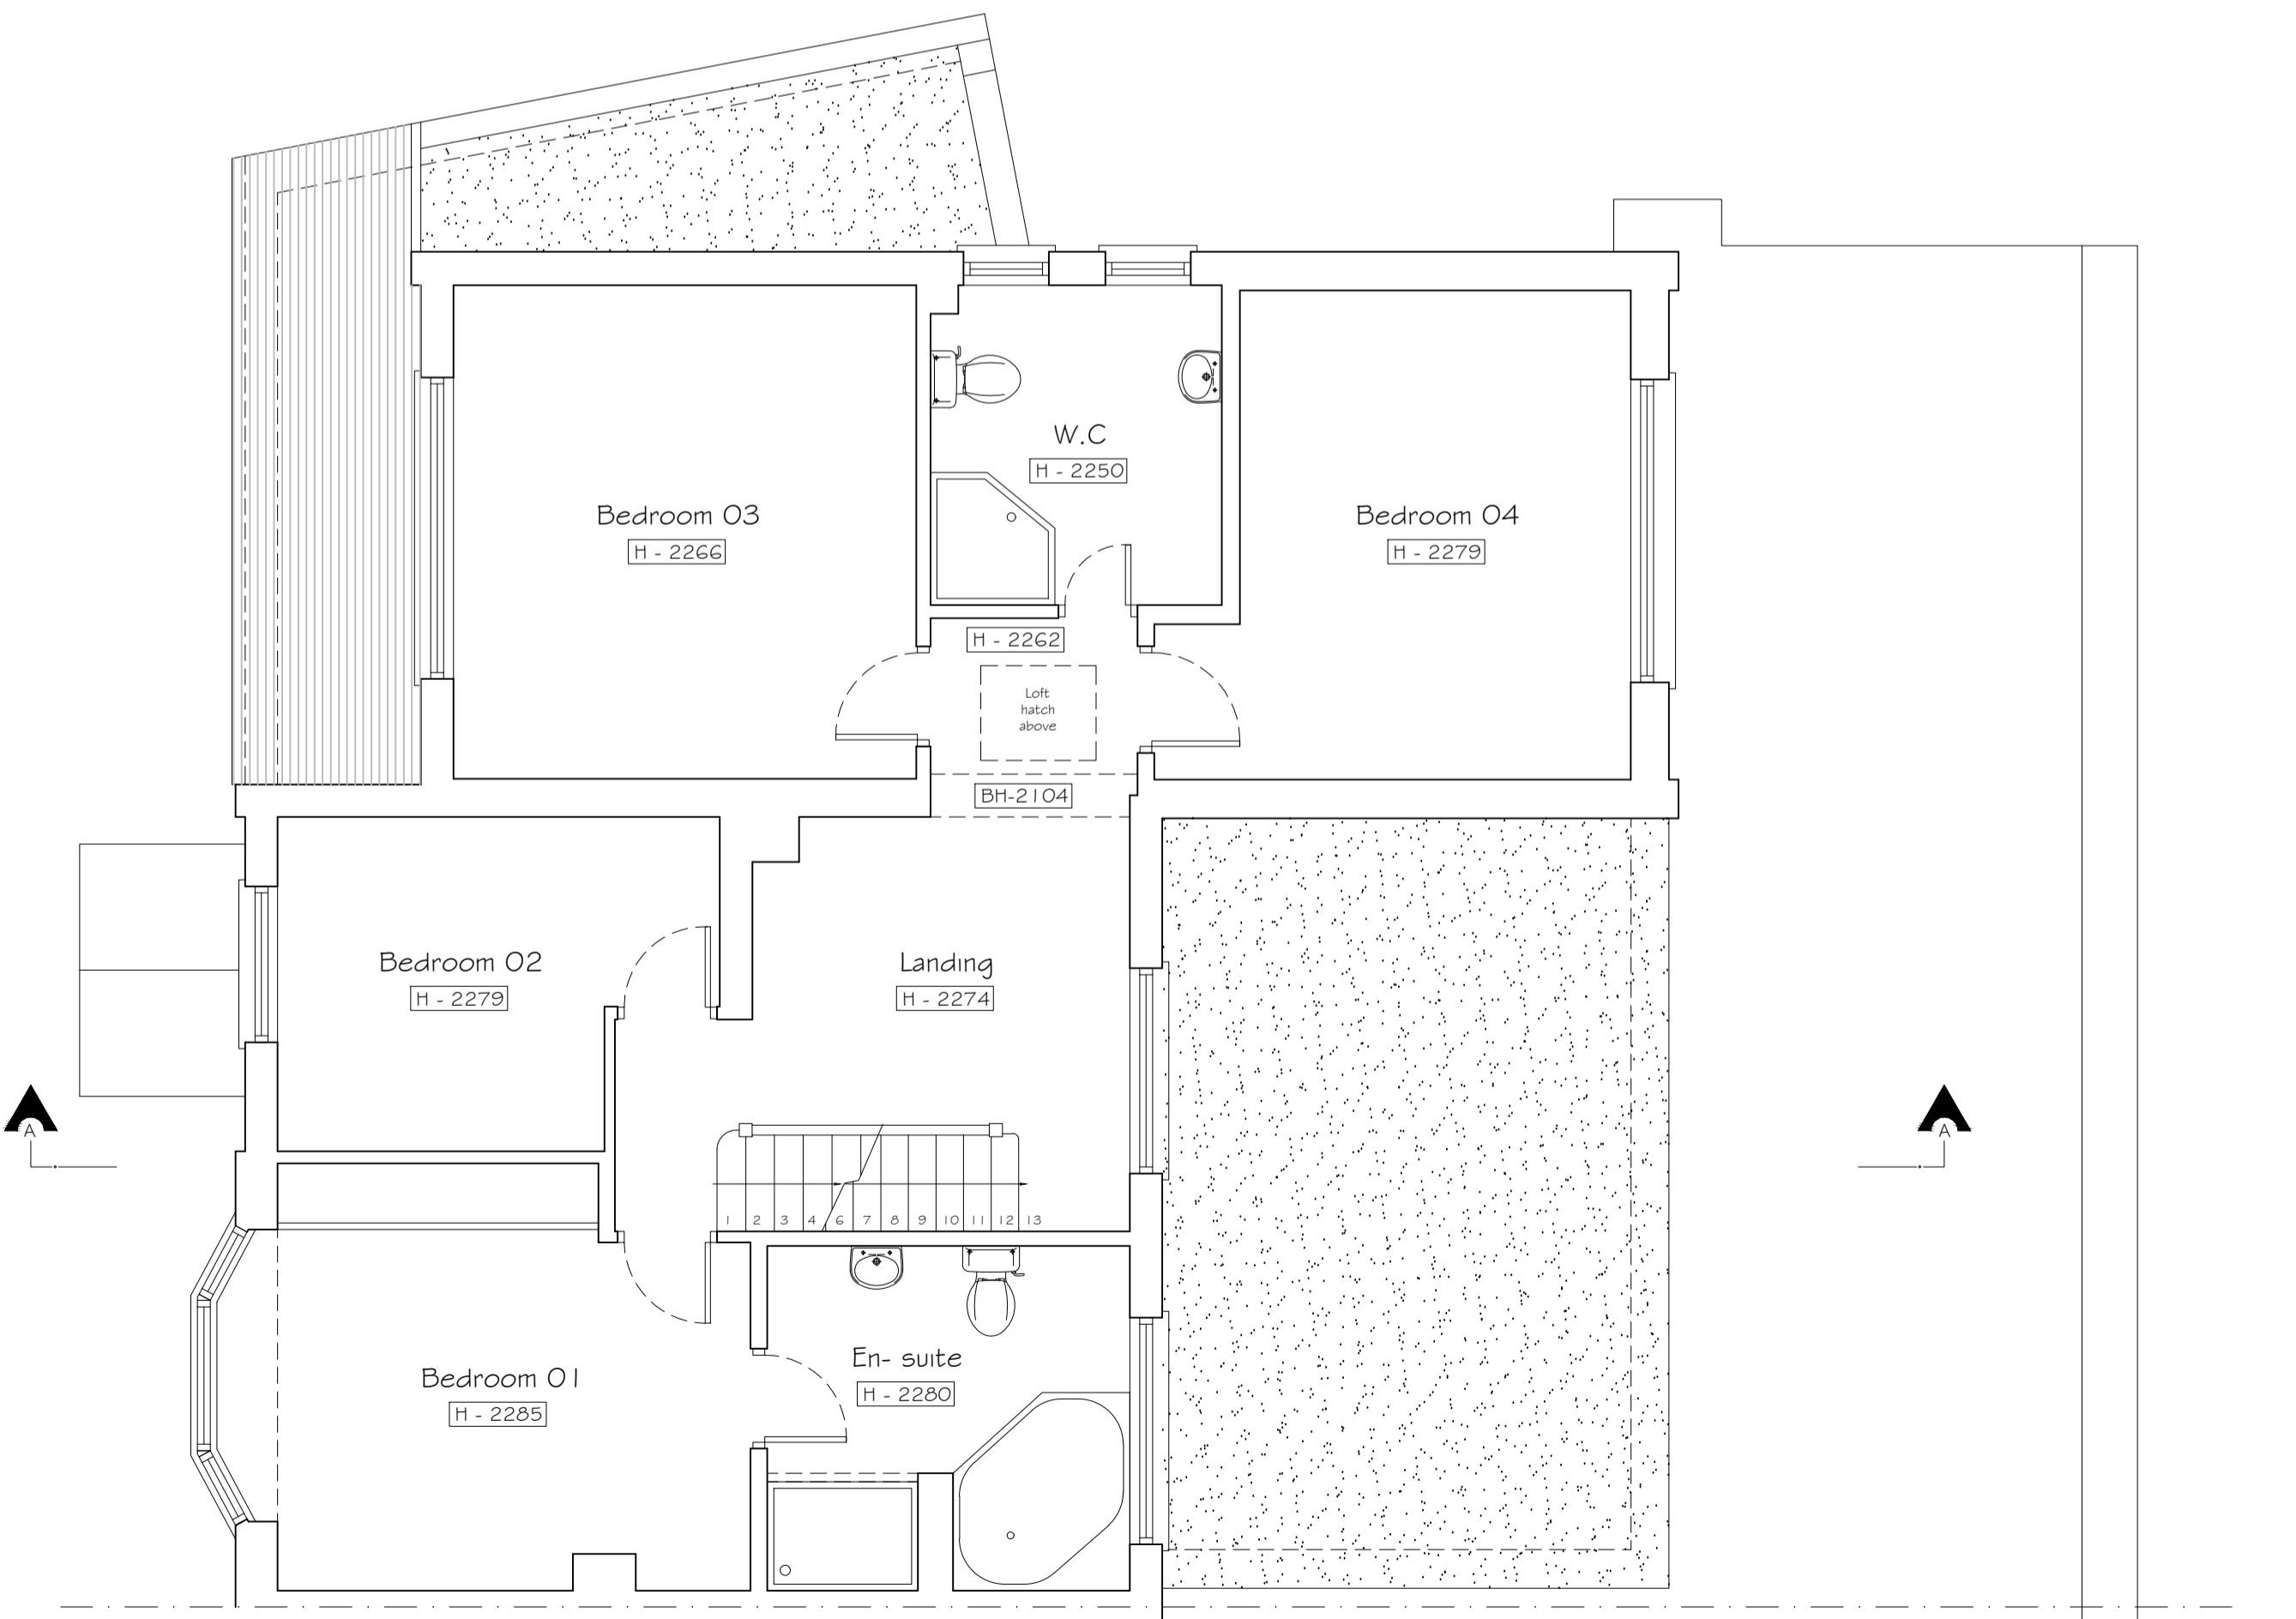 W.C
H - 2250
Bedroom 03
H - 2266
Bedroom 04
H - 2279
H - 2262
Loft
hatch
above
BH-2104
Bedroom 02
H - 2279
Landing
H - 2274
A
A
1 2 3 4 6 7 8 9 10 11 12 13
En- suite
H - 2280
Bedroom 01
H - 2285